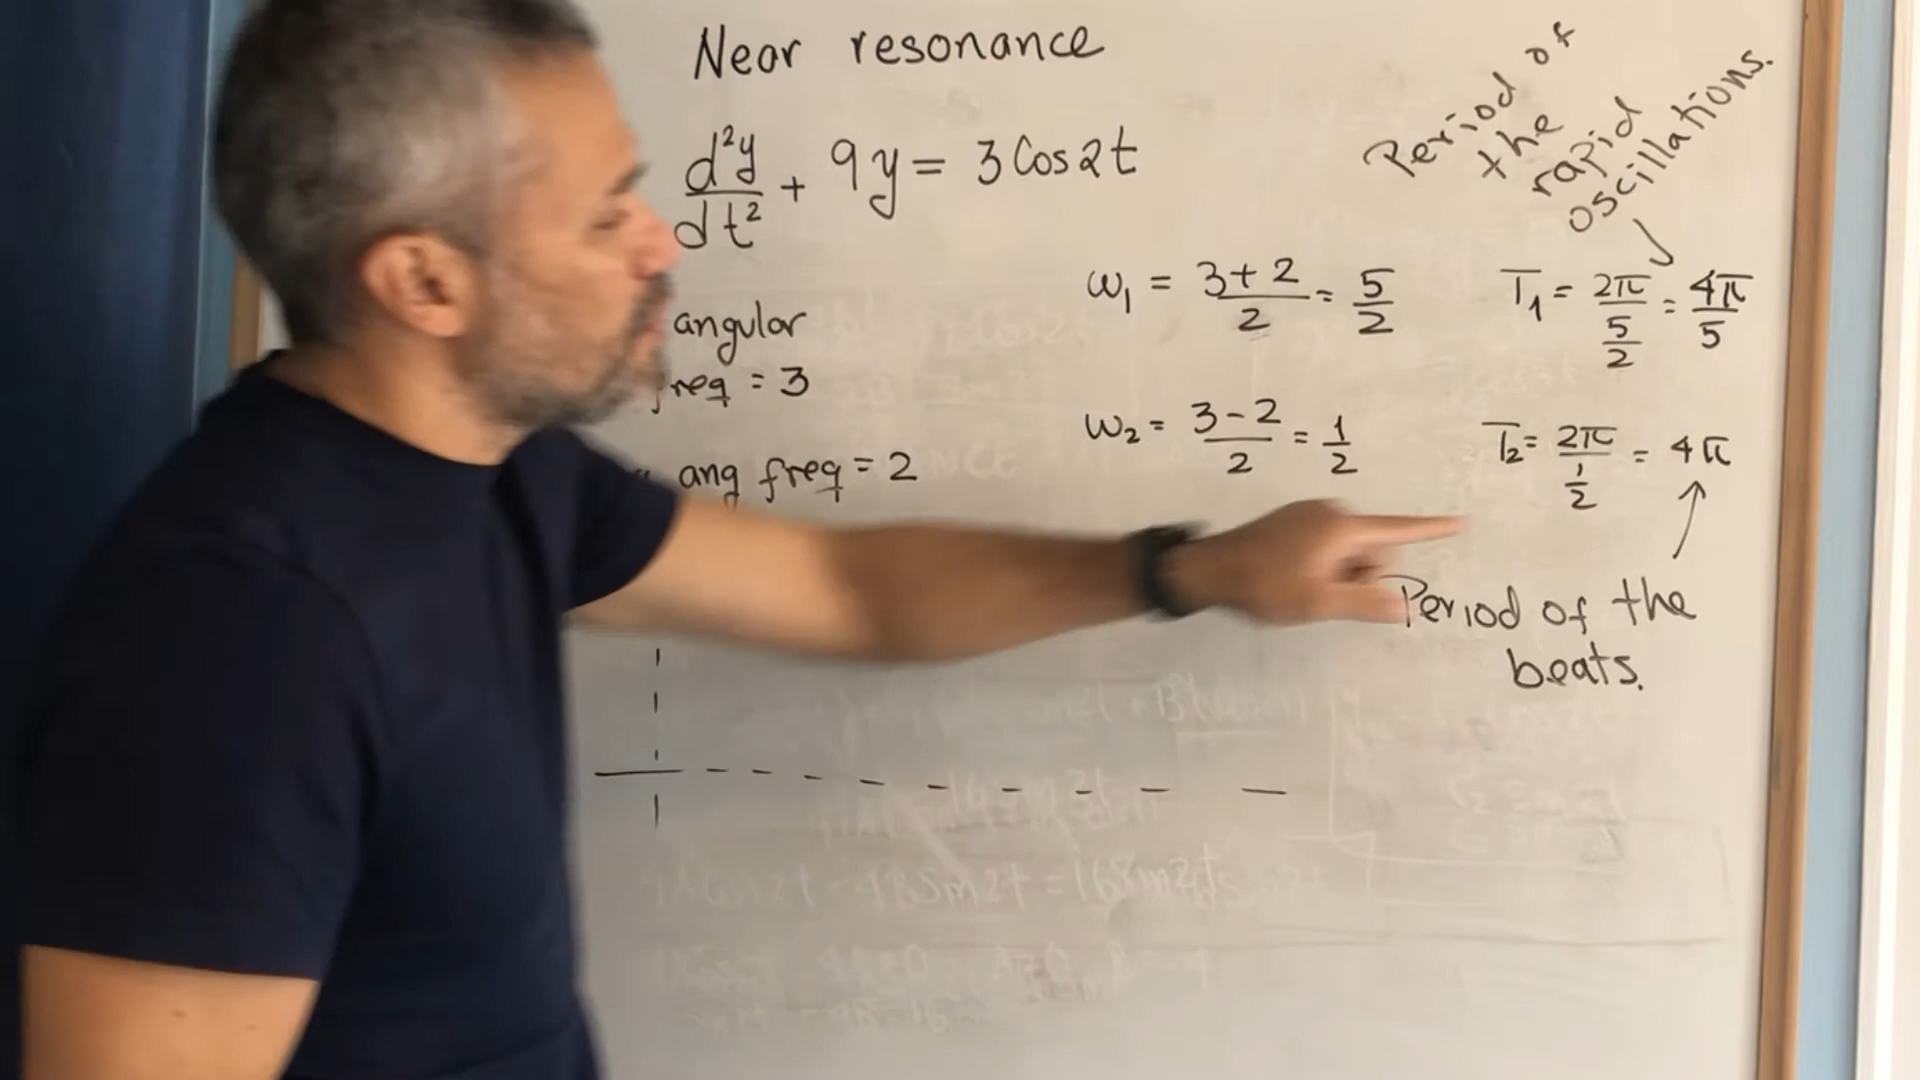 Near resonance
d²y/dt² + 9y = 3 Cos2t
angular
freq = 3
ang freq = 2
ω₁ = (3+2)/2 = 5/2
ω₂ = (3-2)/2 = 1/2
Period of
the
rapid
oscillations.
T₁ = 2π/(5/2) = 4π/5
T₂ = 2π/(1/2) = 4π
Period of the
beats.